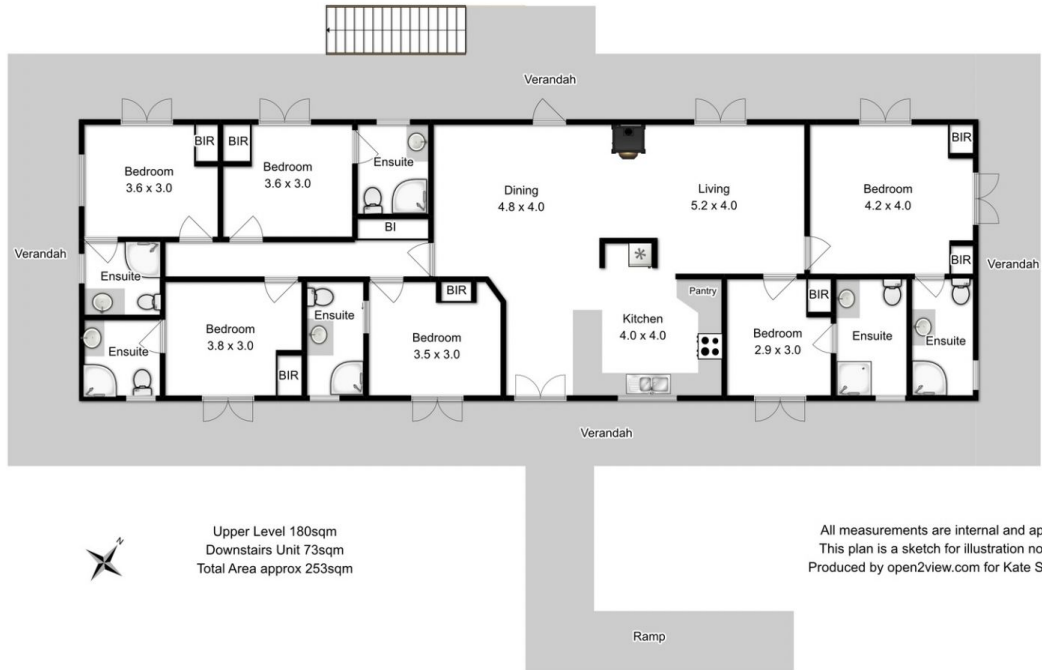 Verandah
BIR
BIR
BIR
Bedroom
3.6 x 3.0
Bedroom
3.6 x 3.0
Ensuite
Dining
4.8 x 4.0
Living
5.2 x 4.0
Bedroom
4.2 x 4.0
BI
Verandah
Verandah
Ensuite
BIR
BIR
Pantry
BIR
Ensuite
Bedroom
3.8 x 3.0
Ensuite
Bedroom
3.5 x 3.0
Kitchen
4.0 x 4.0
Bedroom
2.9 x 3.0
Ensuite
Ensuite
BIR
Verandah
N
Upper Level 180sqm
Downstairs Unit 73sqm
Total Area approx 253sqm
All measurements are internal and ap
This plan is a sketch for illustration no
Produced by open2view.com for Kate S
Ramp